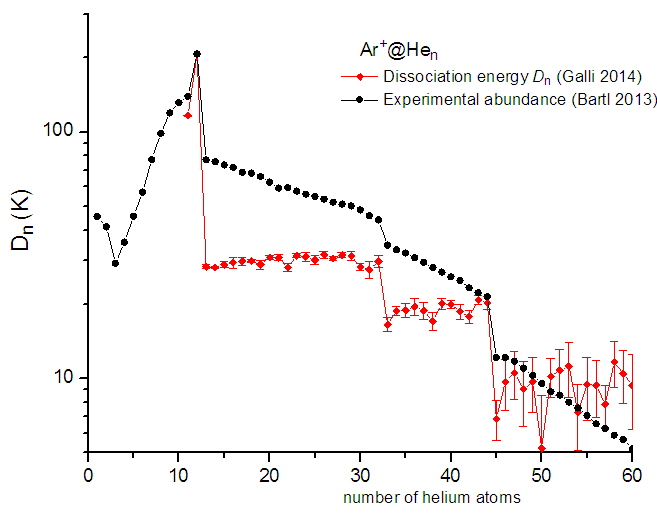 Ar⁺@Heₙ
Dissociation energy Dₙ (Galli 2014)
Experimental abundance (Bartl 2013)
100
10
Dₙ (K)
0 10 20 30 40 50 60
number of helium atoms